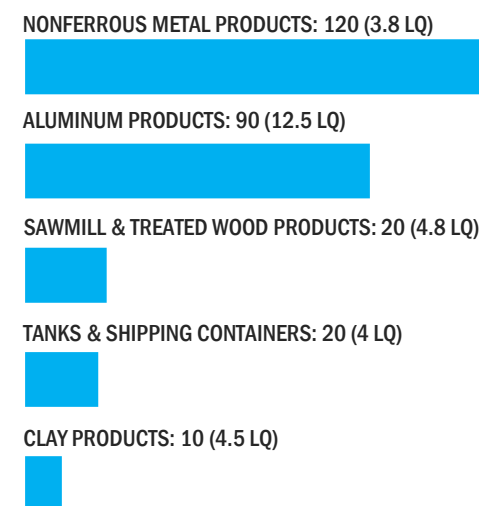 NONFERROUS METAL PRODUCTS: 120 (3.8 LQ)
ALUMINUM PRODUCTS: 90 (12.5 LQ)
SAWMILL & TREATED WOOD PRODUCTS: 20 (4.8 LQ)
TANKS & SHIPPING CONTAINERS: 20 (4 LQ)
CLAY PRODUCTS: 10 (4.5 LQ)